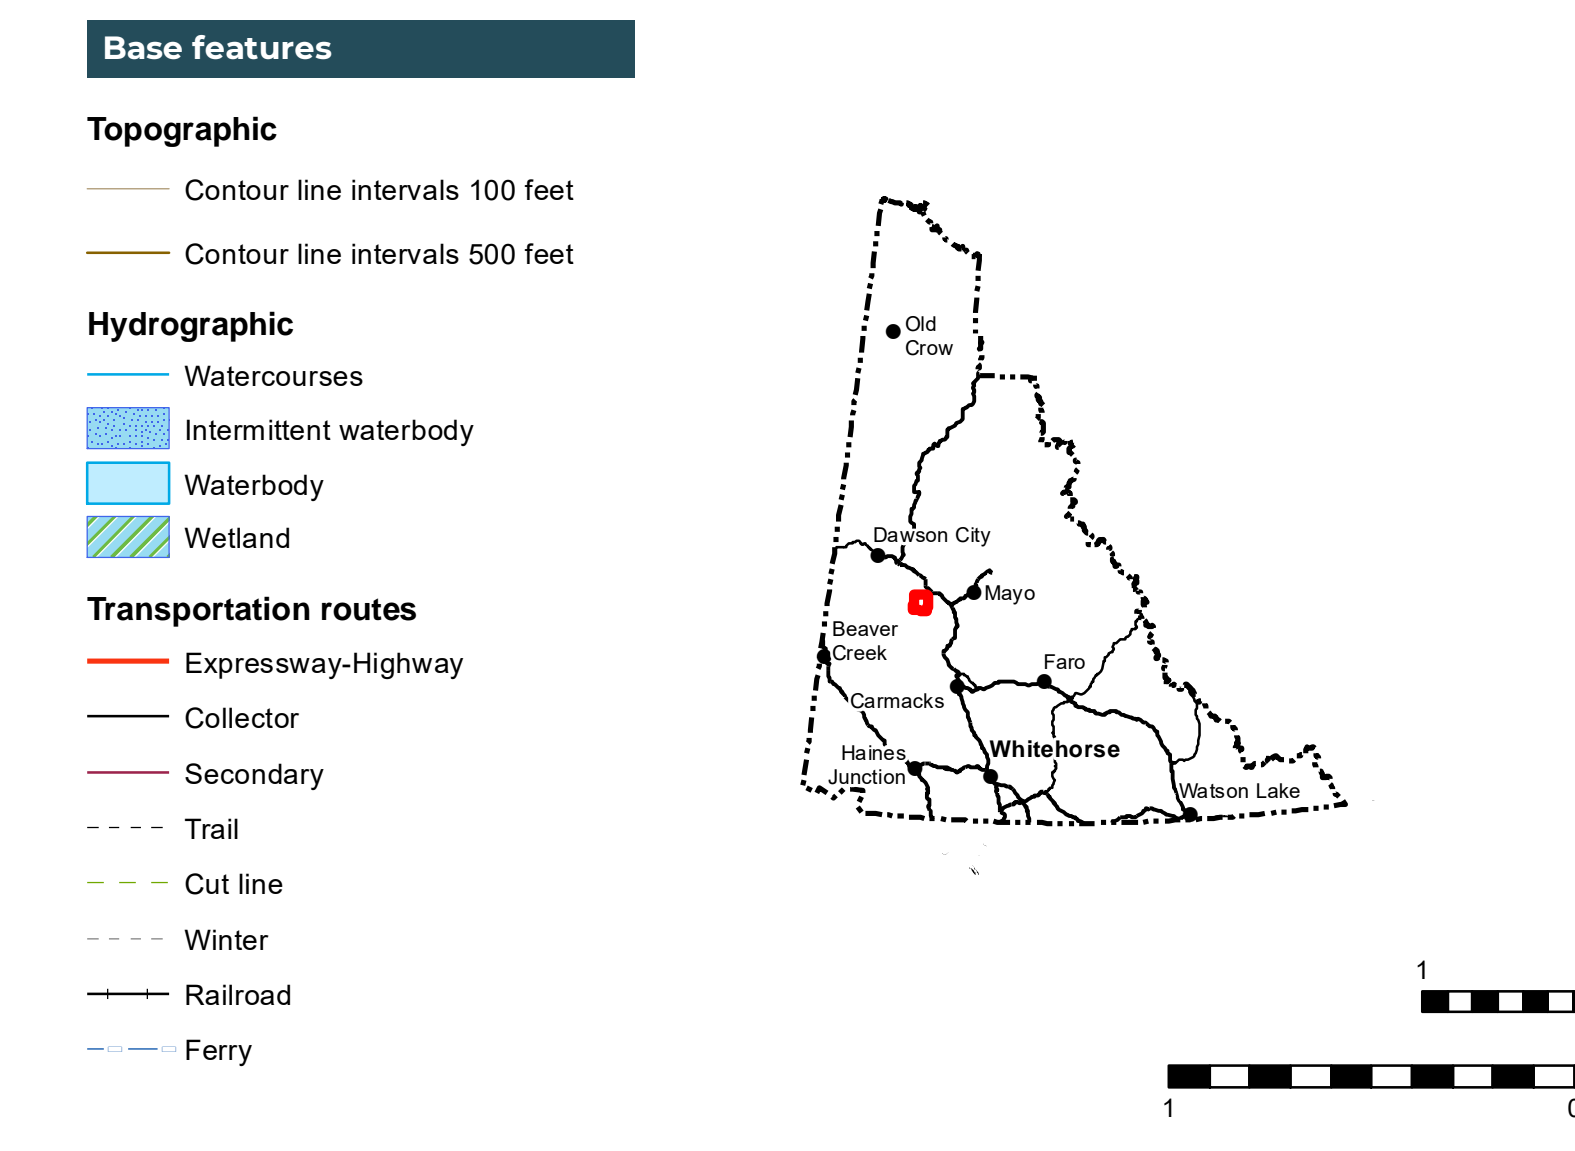 Base features
Topographic
Contour line intervals 100 feet
Contour line intervals 500 feet
Hydrographic
Watercourses
Intermittent waterbody
Waterbody
Wetland
Transportation routes
Expressway-Highway
Collector
Secondary
Trail
Cut line
Winter
Railroad
Ferry
Old
Crow
Dawson City
Mayo
Beaver
Creek
Faro
Carmacks
Whitehorse
Haines
Junction
Watson Lake
1
1
0